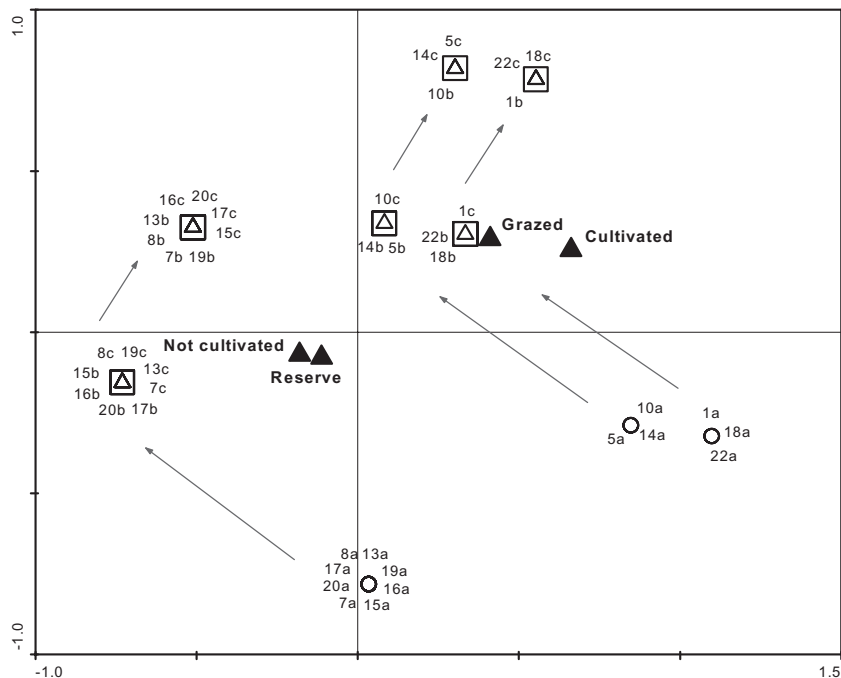 1.0
5c
14c
10b
18c
22c
1b
16c 20c
13b 17c
8b 15c
7b 19b
10c
14b 5b
1c
22b
18b
Grazed
Cultivated
Not cultivated
Reserve
8c 19c
15b 13c
16b 7c
20b 17b
10a
5a 14a
1a
18a
22a
8a 13a
17a 19a
20a 16a
7a 15a
-1.0
-1.0
1.5